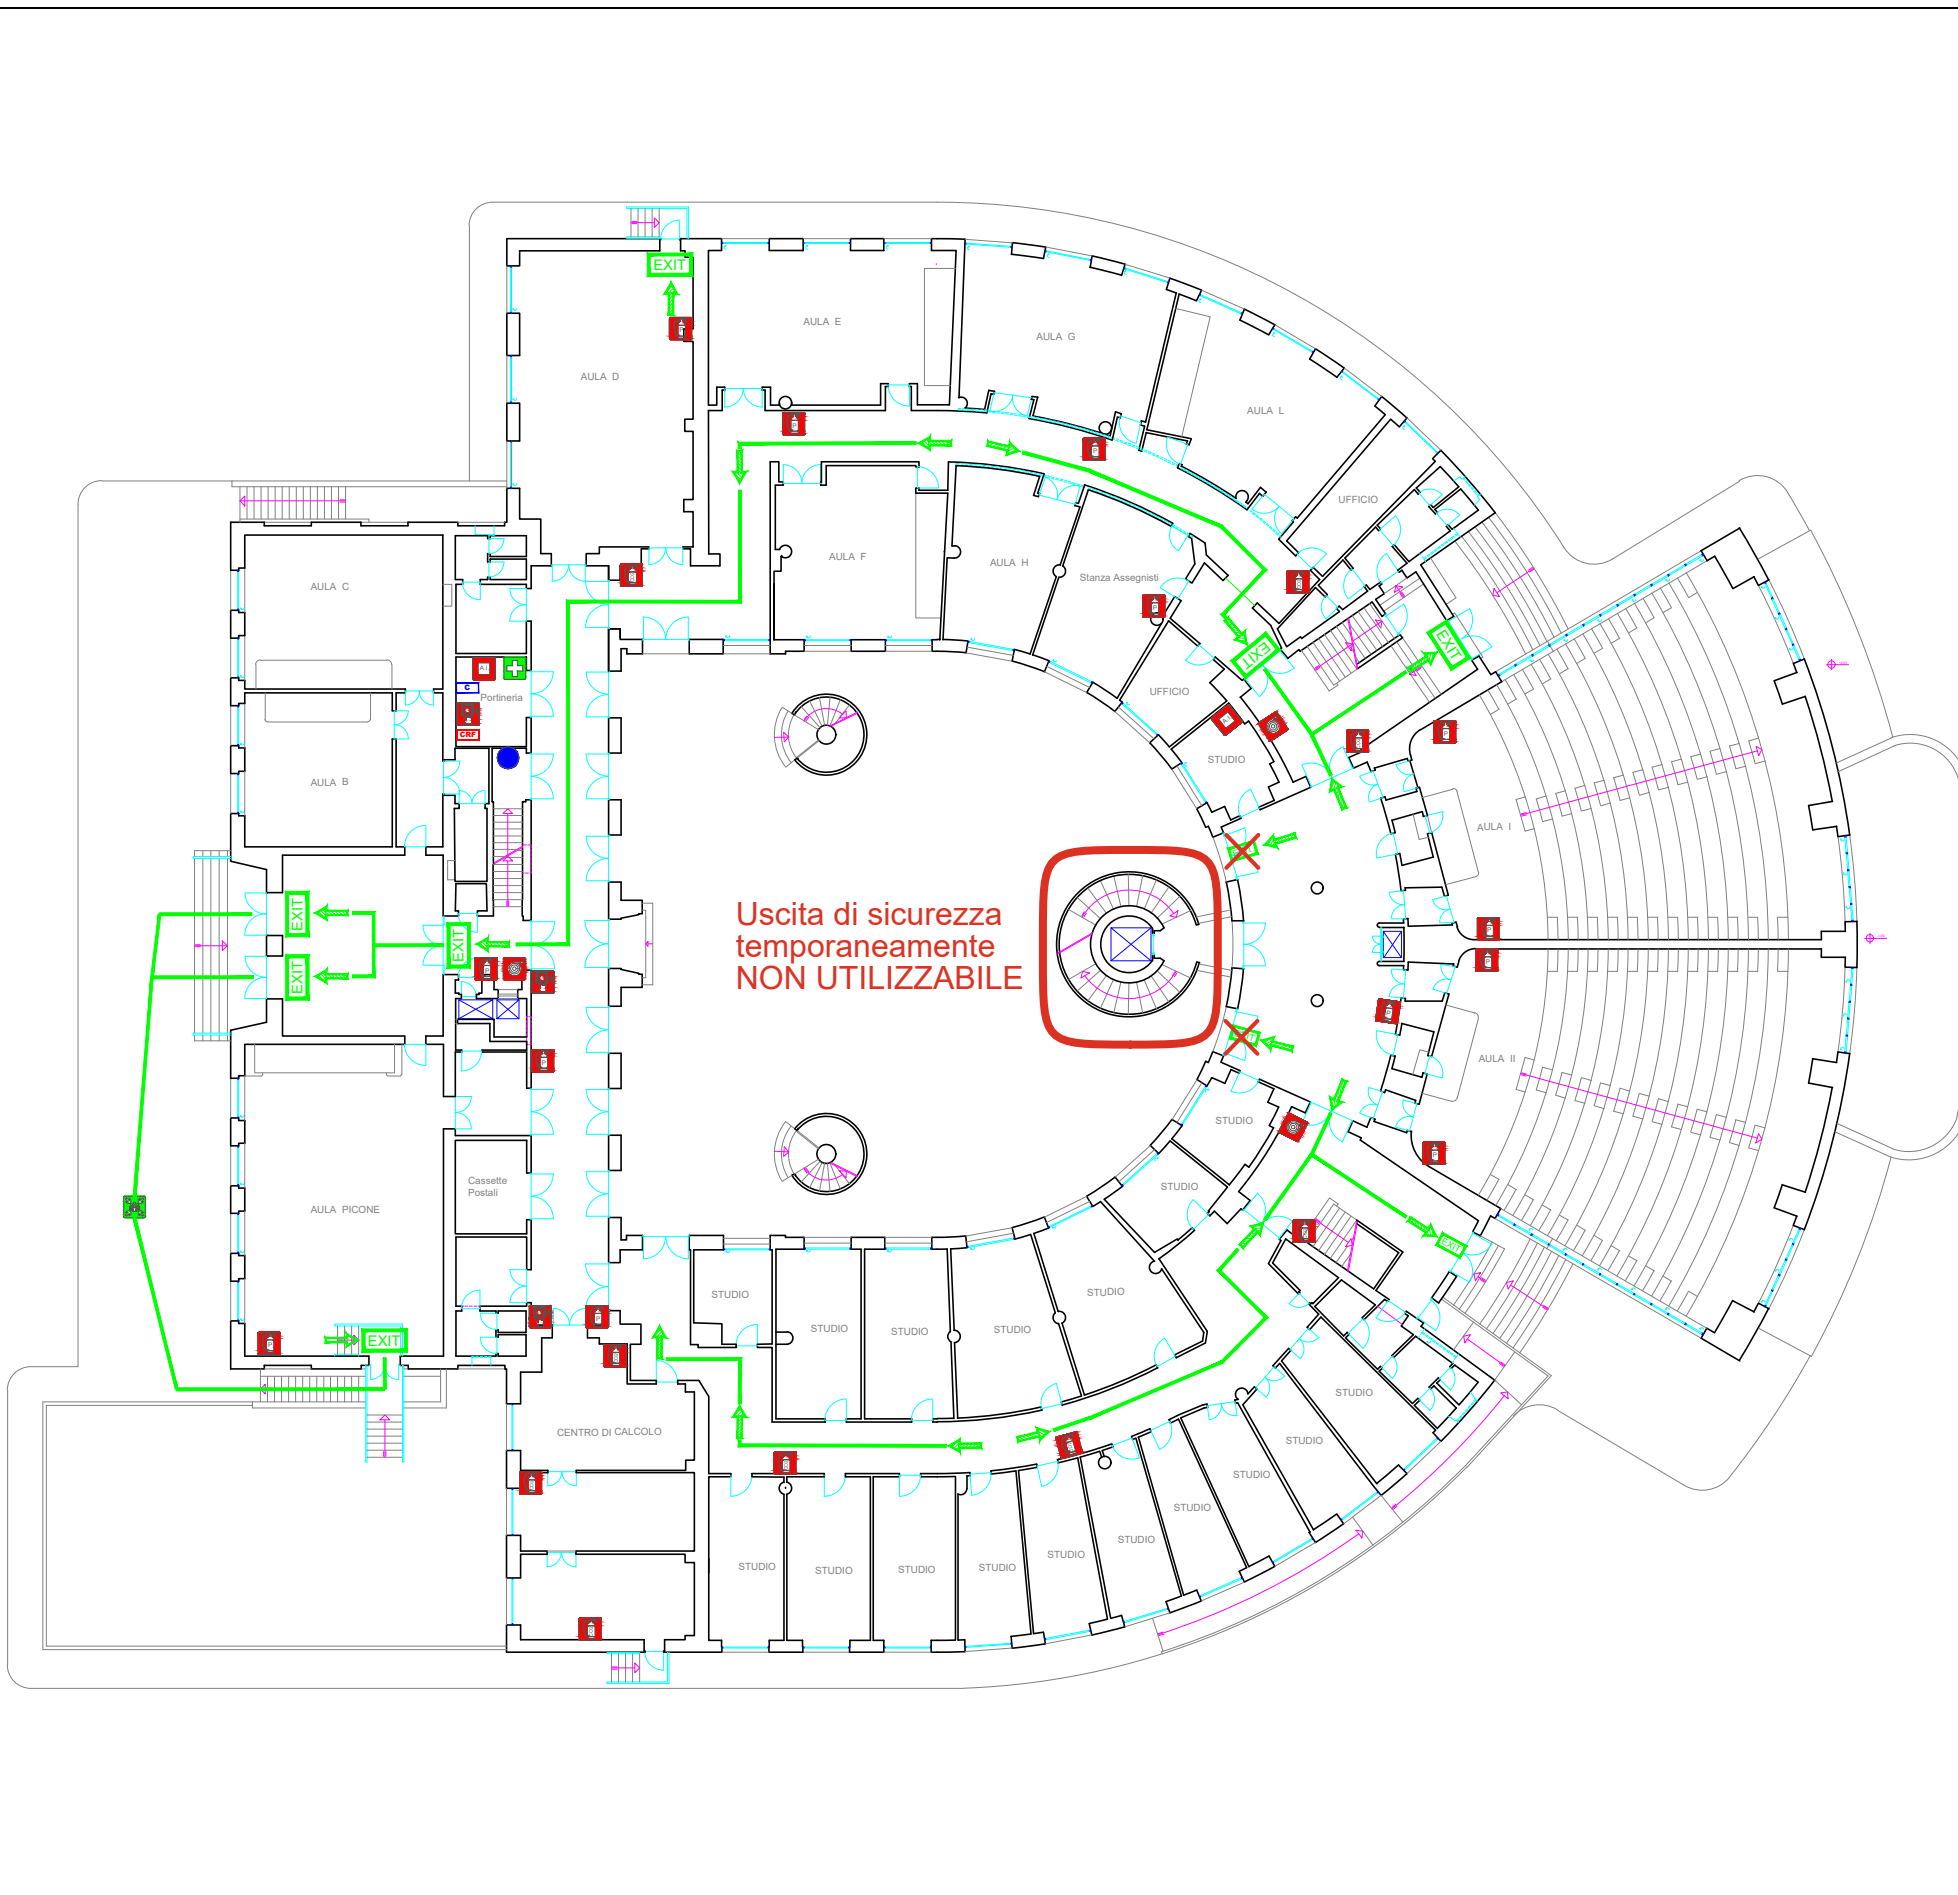 EXIT
AULA E
AULA G
AULA D
AULA L
UFFICIO
AULA F
AULA H
Stanza Assegnisti
AULA C
EXIT
EXIT
A.I.
C
Portineria
CRF
UFFICIO
A.I.
STUDIO
AULA B
AULA I
Uscita di sicurezza
temporaneamente
NON UTILIZZABILE
EXIT
EXIT
EXIT
AULA II
STUDIO
Cassette
Postali
STUDIO
AULA PICONE
EXIT
STUDIO
STUDIO
STUDIO
STUDIO
STUDIO
EXIT
STUDIO
CENTRO DI CALCOLO
STUDIO
STUDIO
STUDIO
STUDIO
STUDIO
STUDIO
STUDIO
STUDIO
STUDIO
STUDIO